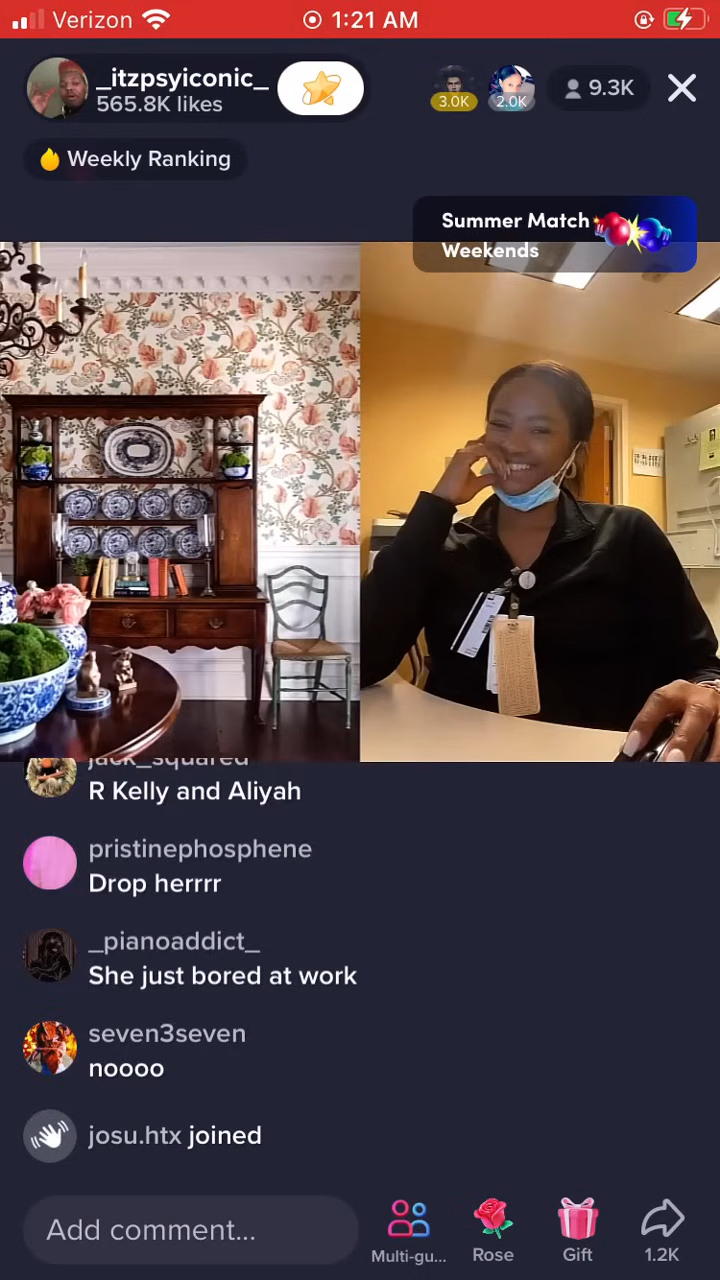 Verizon
1:21 AM
_itzpsyiconic_
565.8K likes
3.0K
2.0K
9.3K
Weekly Ranking
Summer Match
Weekends
jack_squared
R Kelly and Aliyah
pristinephosphene
Drop herrrr
_pianoaddict_
She just bored at work
seven3seven
noooo
josu.htx joined
Add comment...
Multi-gu...
Rose
Gift
1.2K